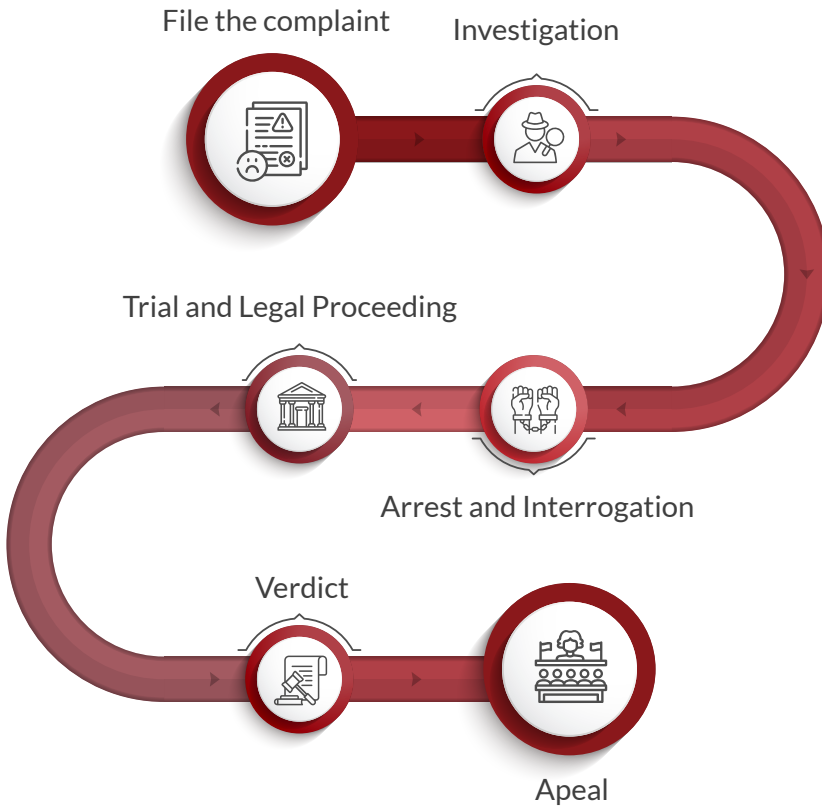 File the complaint
Investigation
Arrest and Interrogation
Trial and Legal Proceeding
Verdict
Apeal